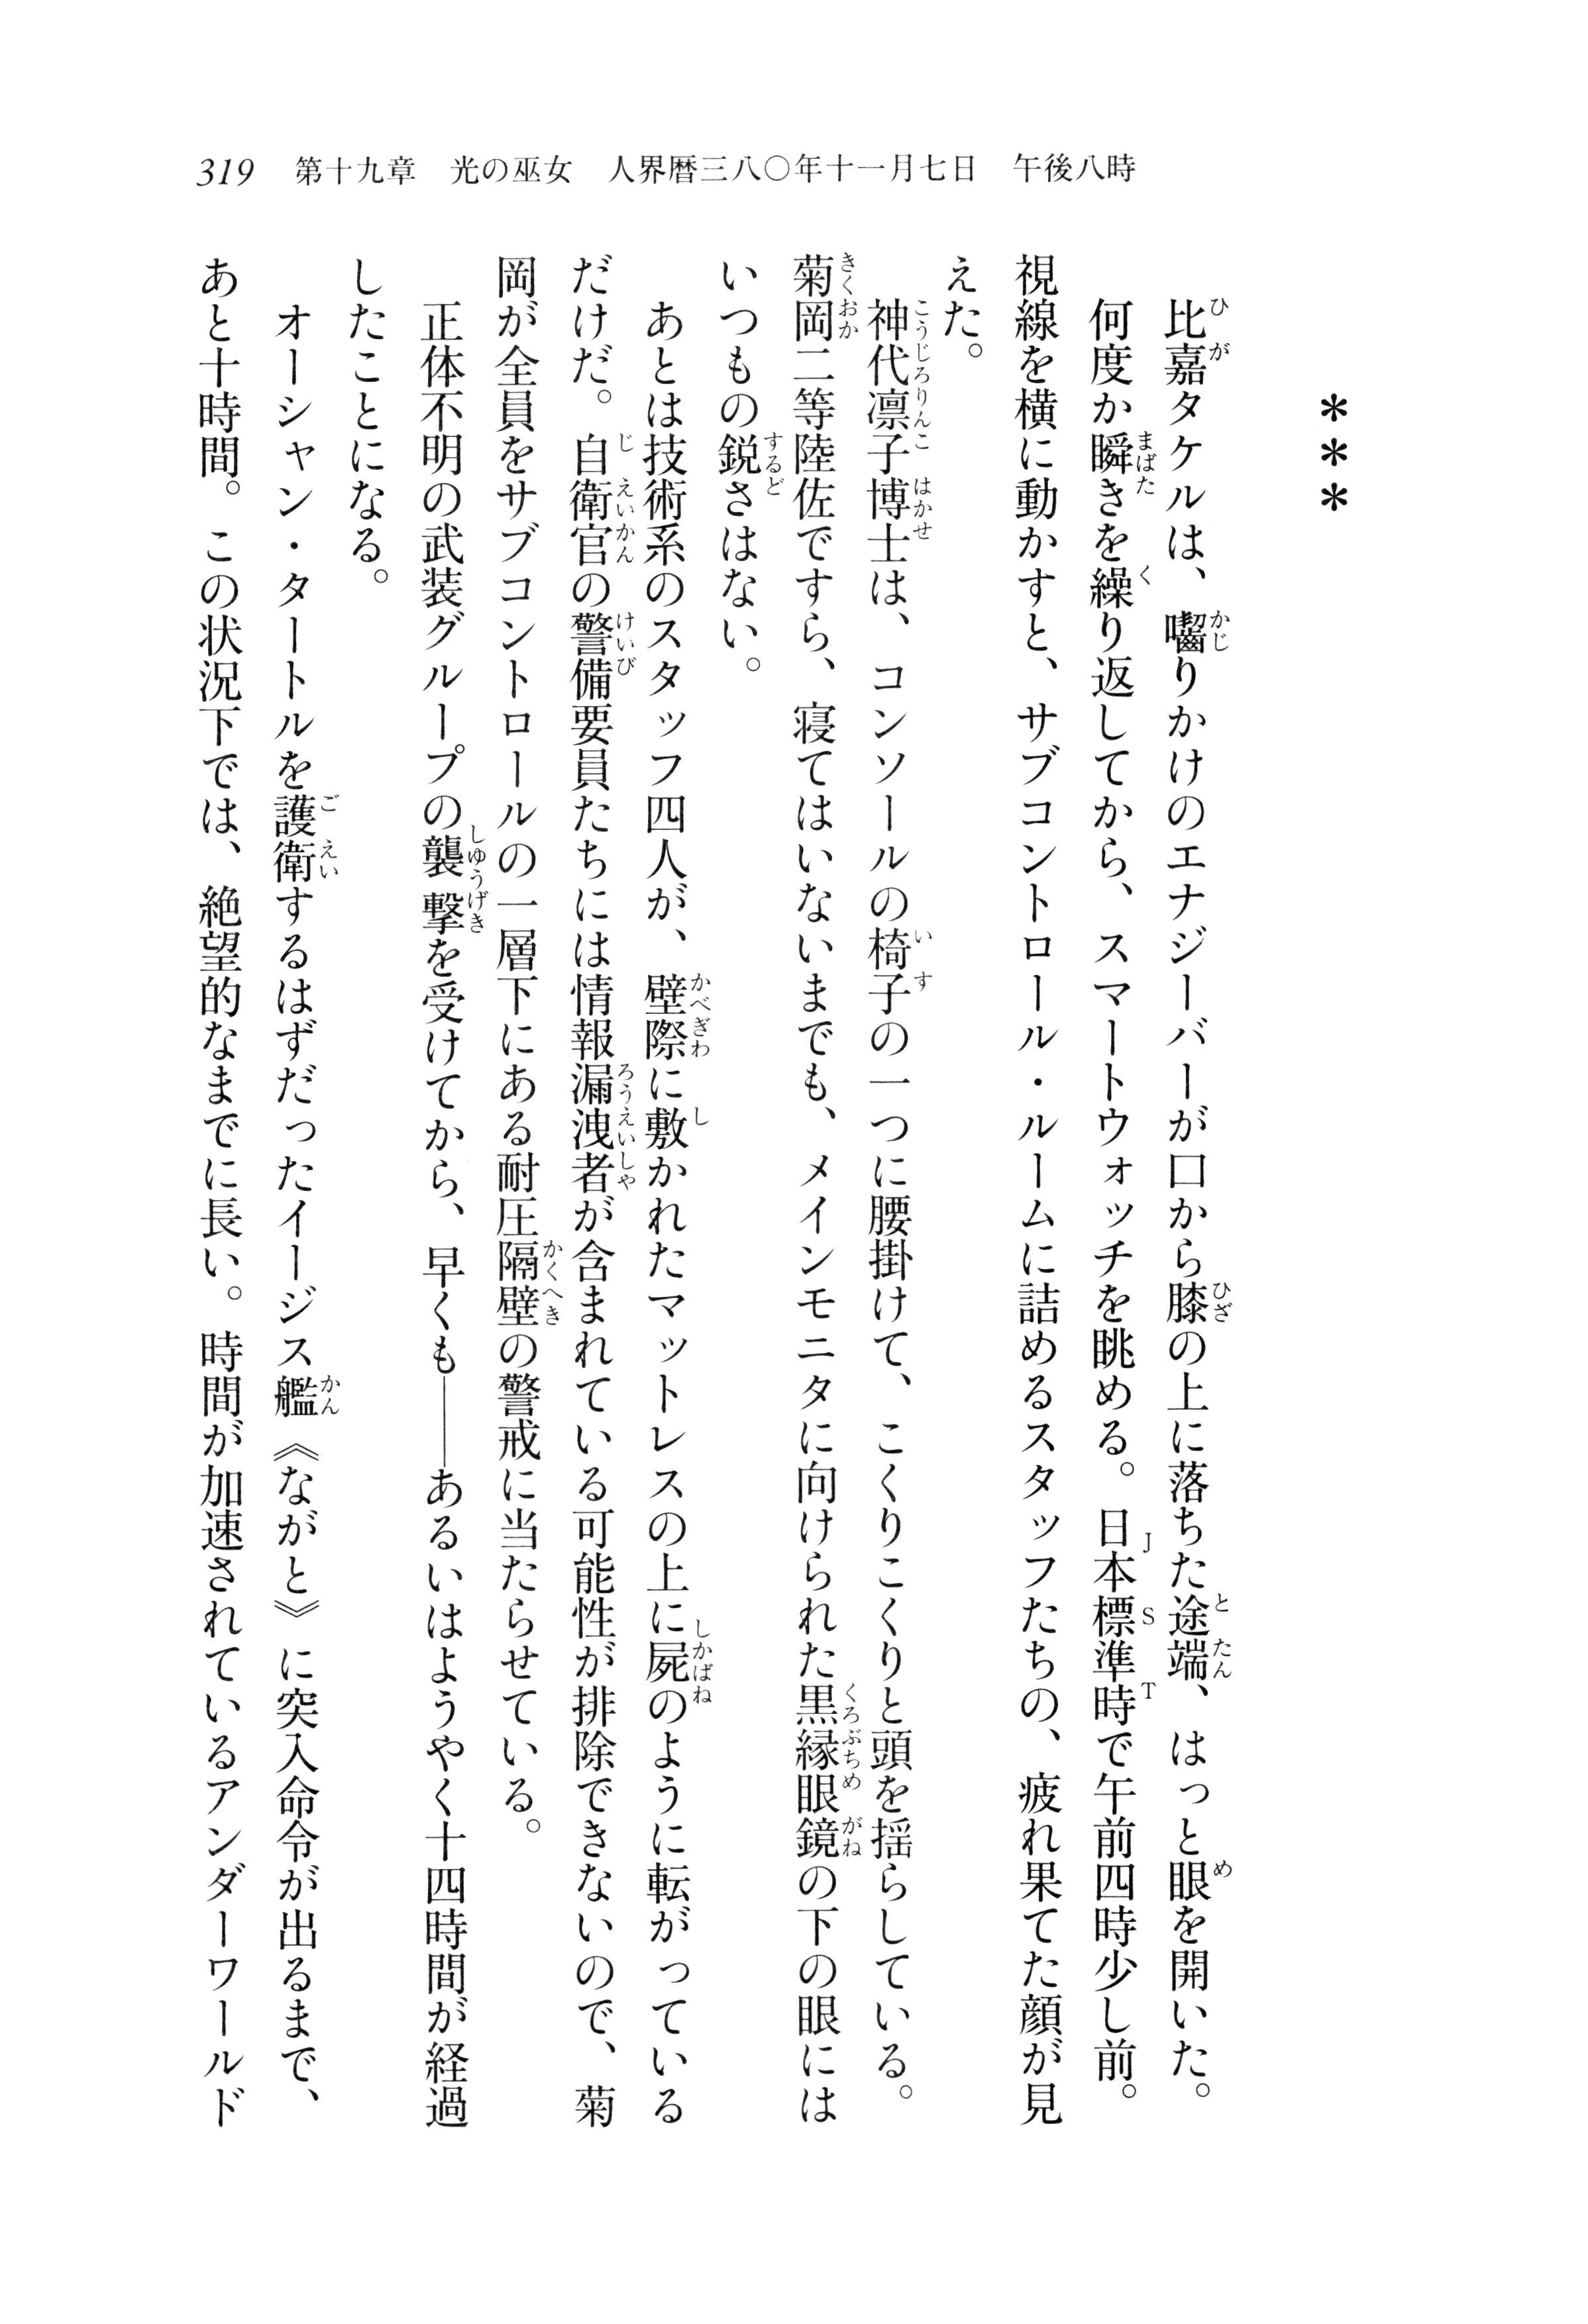 319　第十九章　光の巫女　人界暦三八〇年十一月七日　午後八時
＊＊＊
比嘉タケルは、囓りかけのエナジーバーが口から膝の上に落ちた途端、はっと眼を開いた。
何度か瞬きを繰り返してから、スマートウォッチを眺める。日本標準時で午前四時少し前。
視線を横に動かすと、サブコントロール・ルームに詰めるスタッフたちの、疲れ果てた顔が見
えた。
神代凛子博士は、コンソールの椅子の一つに腰掛けて、こくりこくりと頭を揺らしている。
菊岡二等陸佐ですら、寝てはいないまでも、メインモニタに向けられた黒縁眼鏡の下の眼には
いつもの鋭さはない。
あとは技術系のスタッフ四人が、壁際に敷かれたマットレスの上に屍のように転がっている
だけだ。自衛官の警備要員たちには情報漏洩者が含まれている可能性が排除できないので、菊
岡が全員をサブコントロールの一層下にある耐圧隔壁の警戒に当たらせている。
正体不明の武装グループの襲撃を受けてから、早くも――あるいはようやく十四時間が経過
したことになる。
オーシャン・タートルを護衛するはずだったイージス艦《ながと》に突入命令が出るまで、
あと十時間。この状況下では、絶望的なまでに長い。時間が加速されているアンダーワールド